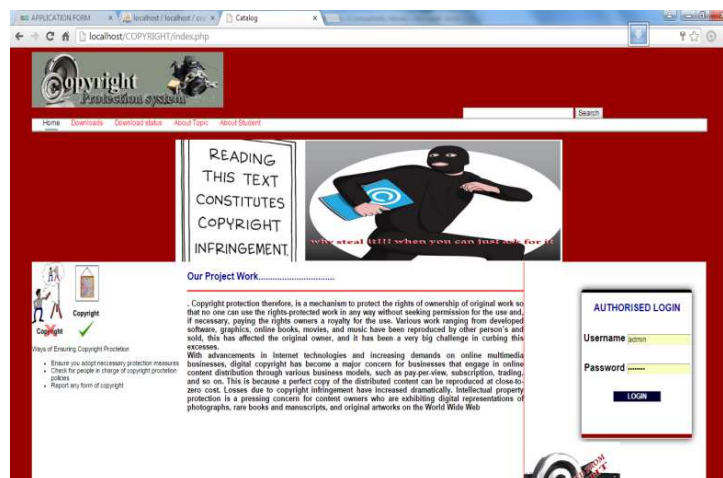 APPLICATION FORM
localhost / localhost /
Catalog
localhost/COPYRIGHT/index.php
Copyright
Protection system
Search
Home Downloads Download status About Topic About Student
READING
THIS TEXT
CONSTITUTES
COPYRIGHT
INFRINGEMENT.
why steal it!!! when you can just ask for it
Copyright
Copyright
Ways of Ensuring Copyright Proctetion
Ensure you adopt neccessary protection measures
Check for people in charge of copyright proctetion
policies
Report any form of copyright
Our Project Work................................
. Copyright protection therefore, is a mechanism to protect the rights of ownership of original work so
that no one can use the rights-protected work in any way without seeking permission for the use and,
if necessary, paying the rights owners a royalty for the use. Various work ranging from developed
software, graphics, online books, movies, and music have been reproduced by other person's and
sold, this has affected the original owner, and it has been a very big challenge in curbing this
excesses.
With advancements in Internet technologies and increasing demands on online multimedia
businesses, digital copyright has become a major concern for businesses that engage in online
content distribution through various business models, such as pay-per-view, subscription, trading,
and so on. This is because a perfect copy of the distributed content can be reproduced at close-to-
zero cost. Losses due to copyright infringement have increased dramatically. Intellectual property
protection is a pressing concern for content owners who are exhibiting digital representations of
photographs, rare books and manuscripts, and original artworks on the World Wide Web
AUTHORISED LOGIN
Username admin
Password ••••••••
LOGIN